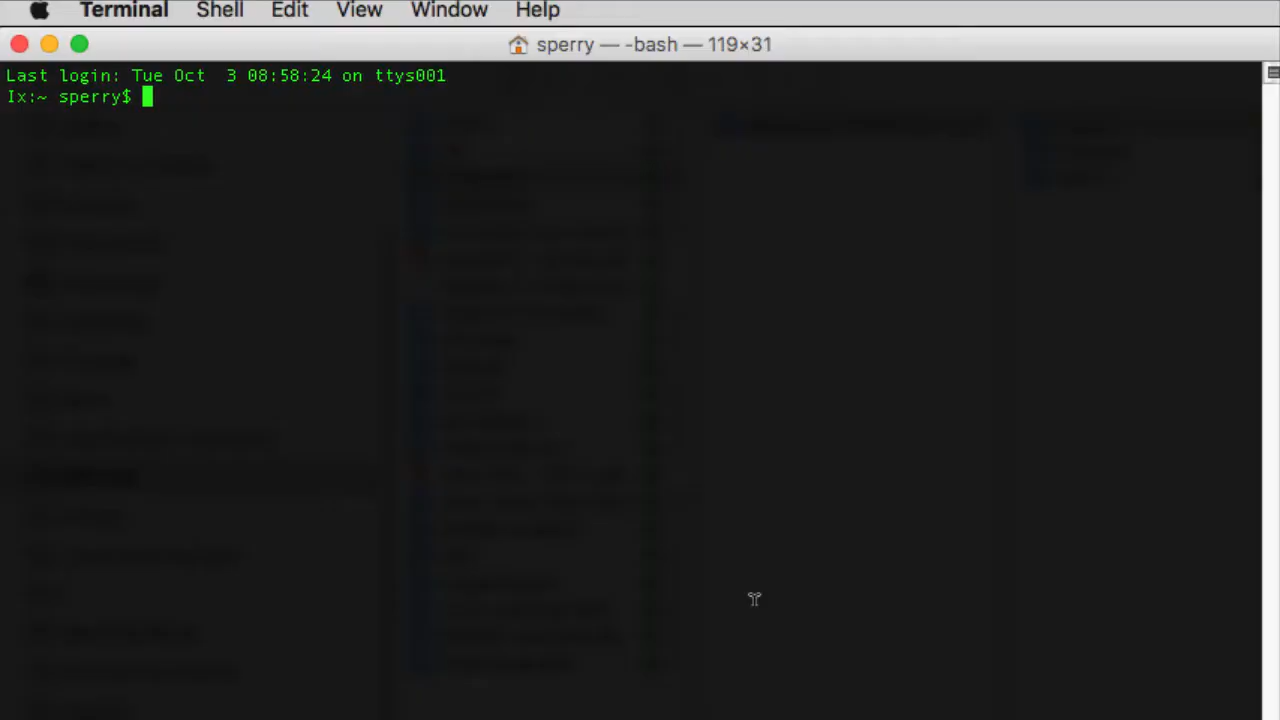 Terminal Shell Edit View Window Help
sperry — -bash — 119×31
Last login: Tue Oct  3 08:58:24 on ttys001
Ix:~ sperry$